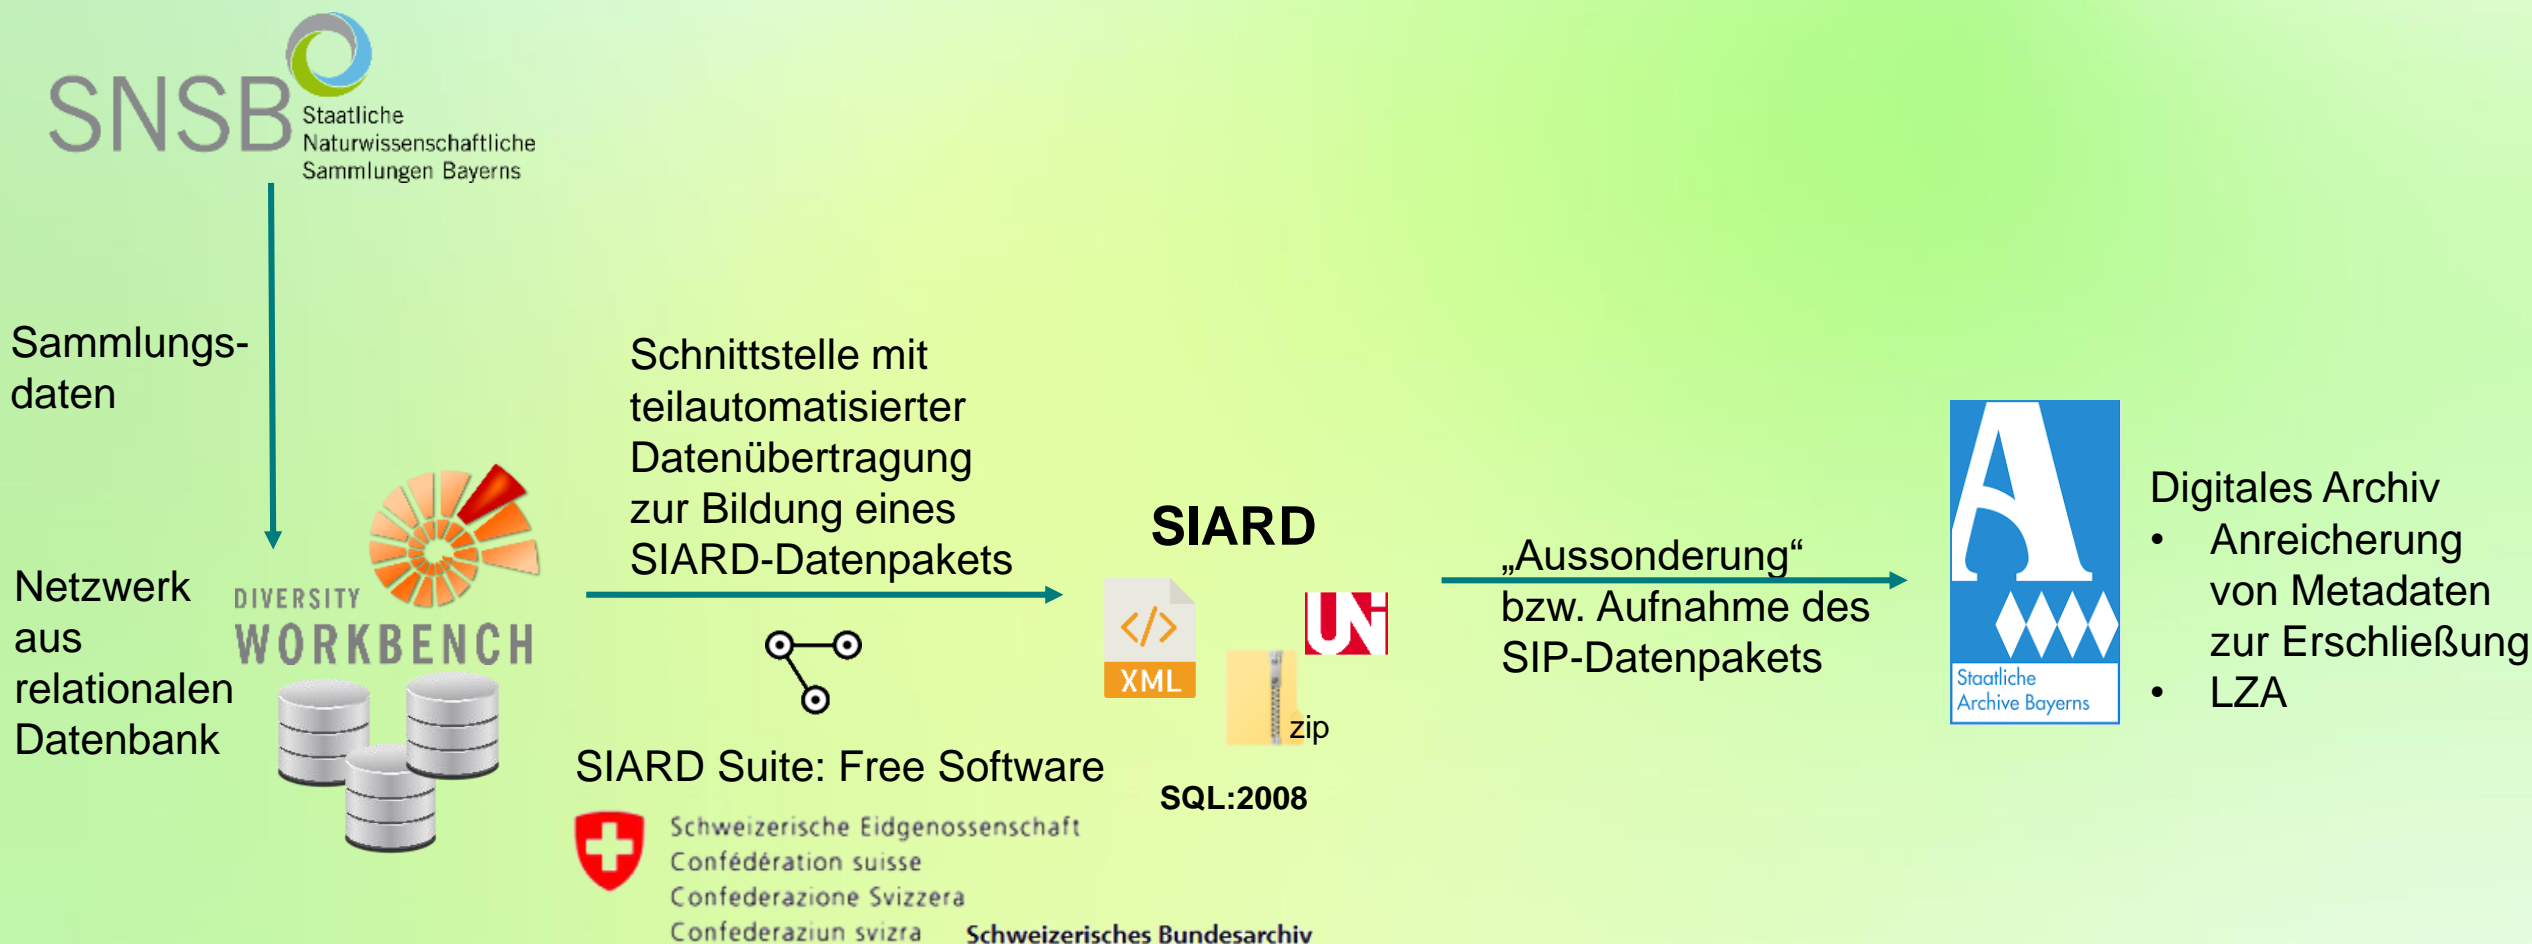 SNSB
Staatliche
Naturwissenschaftliche
Sammlungen Bayerns
Sammlungs-
daten
Netzwerk
aus
relationalen
Datenbank
DIVERSITY
WORKBENCH
Schnittstelle mit
teilautomatisierter
Datenübertragung
zur Bildung eines
SIARD-Datenpakets
SIARD Suite: Free Software
Schweizerische Eidgenossenschaft
Confédération suisse
Confederazione Svizzera
Confederaziun svizra
Schweizerisches Bundesarchiv
SIARD
</>
XML
UNi
zip
SQL:2008
„Aussonderung“
bzw. Aufnahme des
SIP-Datenpakets
A
Staatliche
Archive Bayerns
Digitales Archiv
• Anreicherung
von Metadaten
zur Erschließung
• LZA